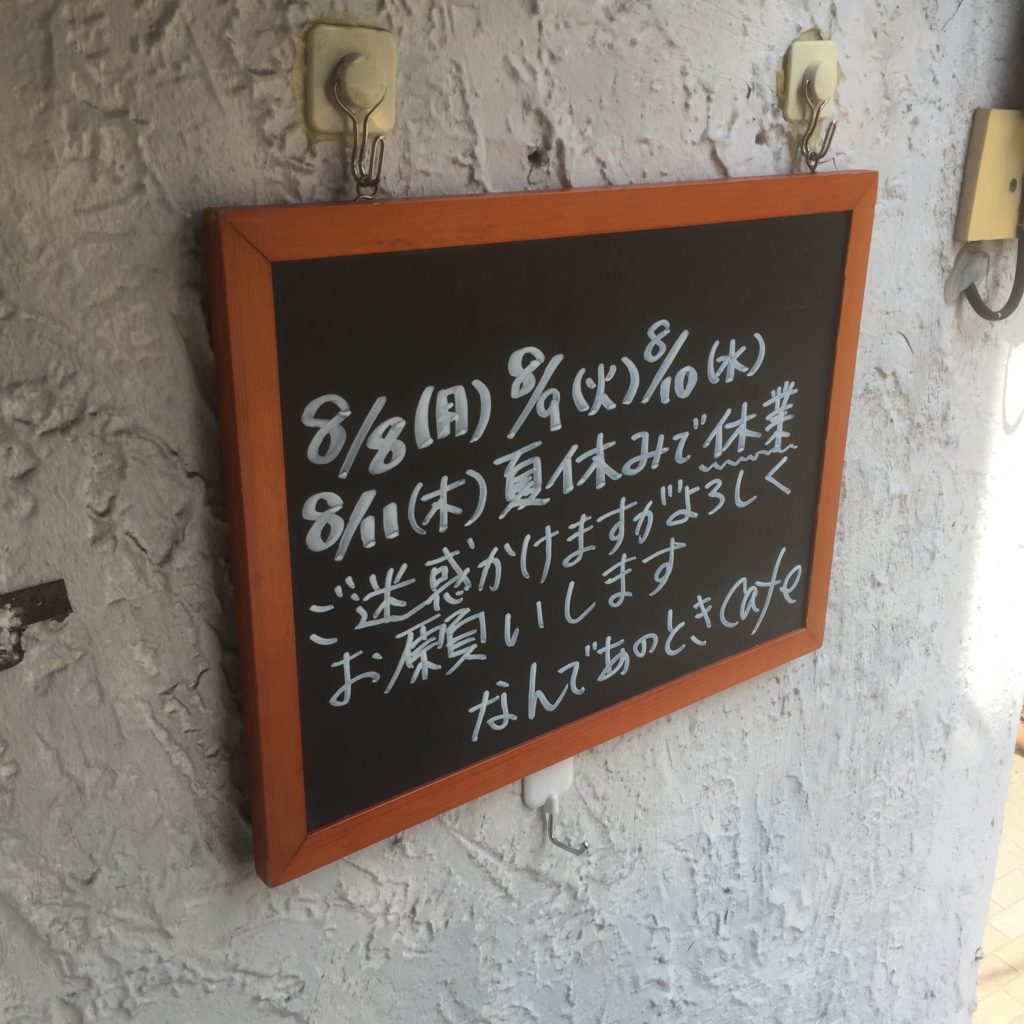 8/8(月) 8/9(火) 8/10(水)
8/11(木)夏休みで休業
ご迷惑かけますがよろしく
お願いします
なんであのときCafe